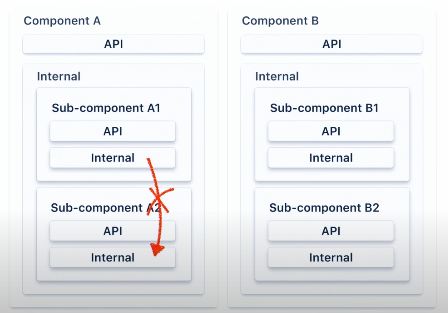 Component A
API
Internal
Sub-component A1
API
Internal
Sub-component A2
API
Internal
Component B
API
Internal
Sub-component B1
API
Internal
Sub-component B2
API
Internal